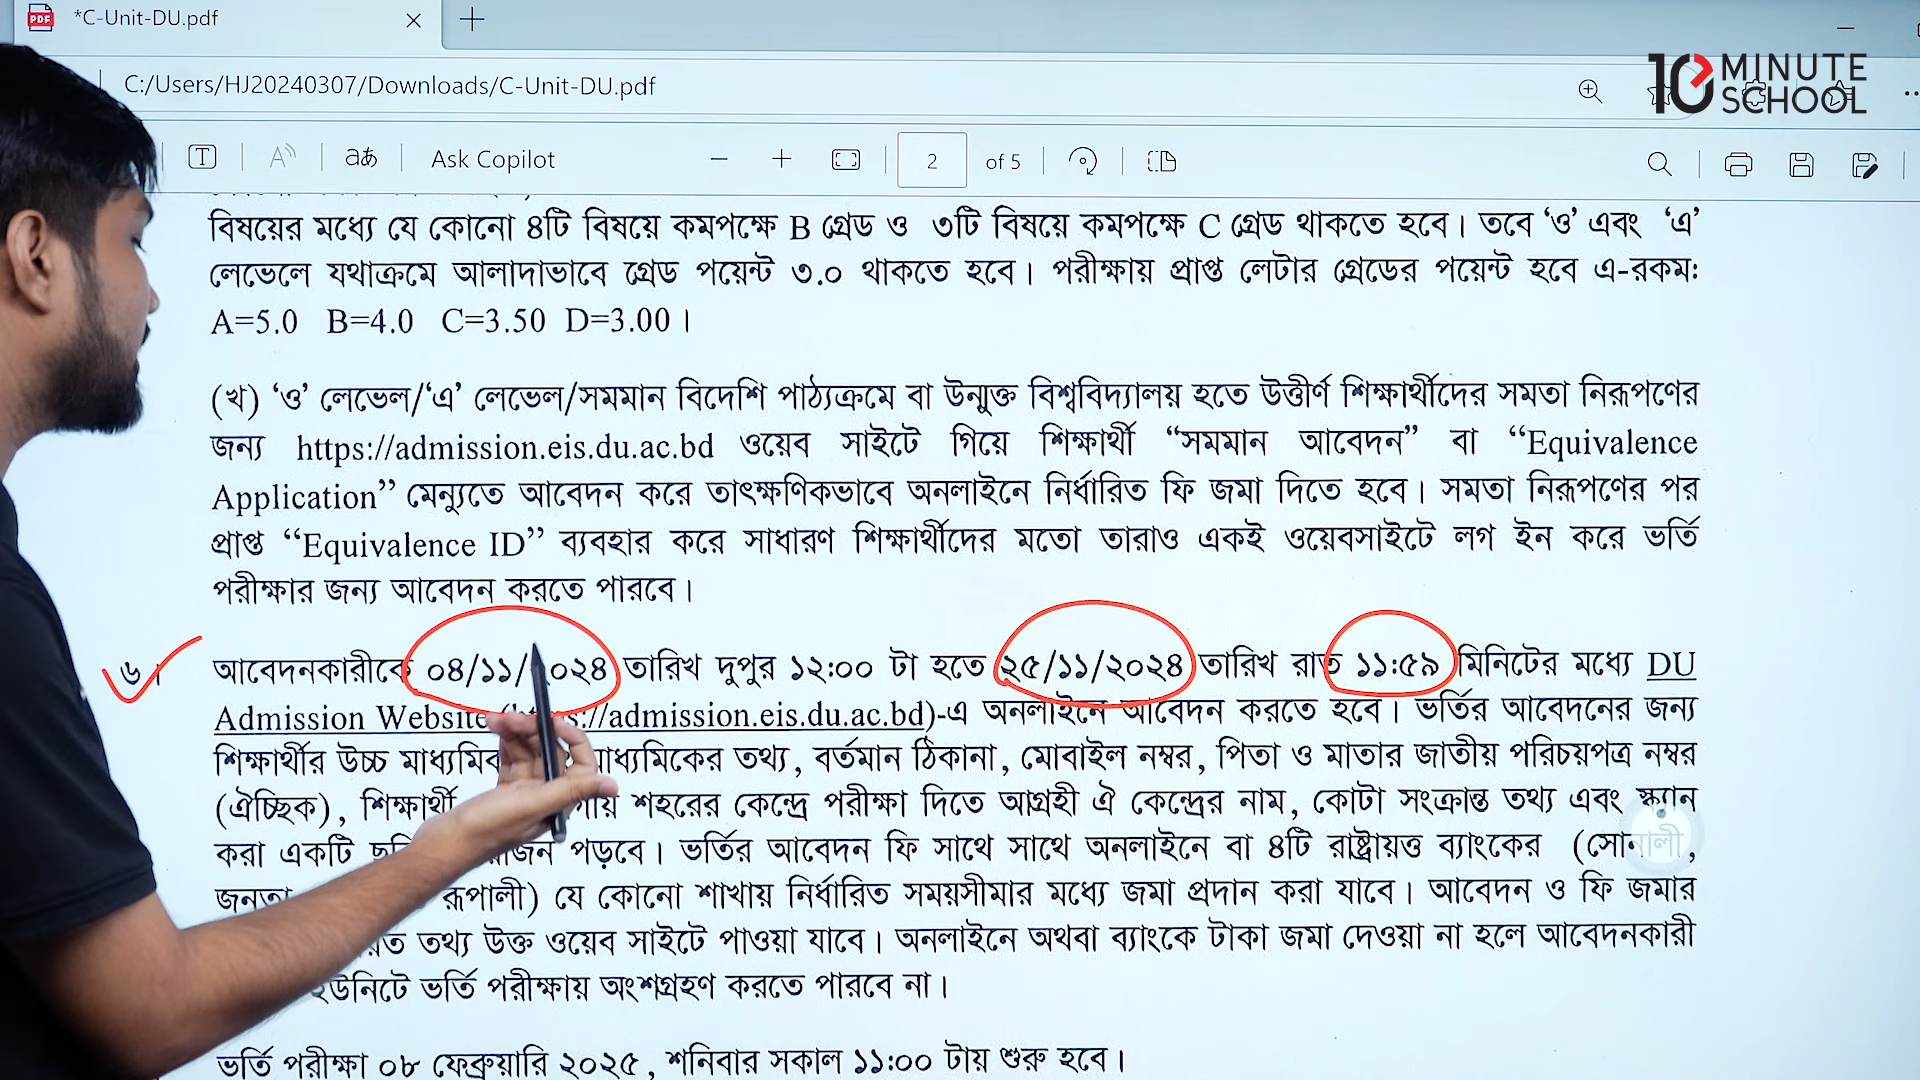 *C-Unit-DU.pdf
C:/Users/HJ20240307/Downloads/C-Unit-DU.pdf
10 MINUTE SCHOOL
Ask Copilot
2 of 5
বিষয়ের মধ্যে যে কোনো ৪টি বিষয়ে কমপক্ষে B গ্রেড ও ৩টি বিষয়ে কমপক্ষে C গ্রেড থাকতে হবে। তবে ‘ও’ এবং ‘এ’
লেভেলে যথাক্রমে আলাদাভাবে গ্রেড পয়েন্ট ৩.০ থাকতে হবে। পরীক্ষায় প্রাপ্ত লেটার গ্রেডের পয়েন্ট হবে এ-রকম:
A=5.0 B=4.0 C=3.50 D=3.00।
(খ) ‘ও’ লেভেল/‘এ’ লেভেল/সমমান বিদেশি পাঠ্যক্রমে বা উন্মুক্ত বিশ্ববিদ্যালয় হতে উত্তীর্ণ শিক্ষার্থীদের সমতা নিরূপণের
জন্য https://admission.eis.du.ac.bd ওয়েব সাইটে গিয়ে শিক্ষার্থী “সমমান আবেদন” বা “Equivalence
Application” মেন্যুতে আবেদন করে তাৎক্ষণিকভাবে অনলাইনে নির্ধারিত ফি জমা দিতে হবে। সমতা নিরূপণের পর
প্রাপ্ত “Equivalence ID” ব্যবহার করে সাধারণ শিক্ষার্থীদের মতো তারাও একই ওয়েবসাইটে লগ ইন করে ভর্তি
পরীক্ষার জন্য আবেদন করতে পারবে।
৬। আবেদনকারীকে ০৪/১১/২০২৪ তারিখ দুপুর ১২:০০ টা হতে ২৫/১১/২০২৪ তারিখ রাত ১১:৫৯ মিনিটের মধ্যে DU
Admission Website (https://admission.eis.du.ac.bd)-এ অনলাইনে আবেদন করতে হবে। ভর্তির আবেদনের জন্য
শিক্ষার্থীর উচ্চ মাধ্যমিক মাধ্যমিকের তথ্য, বর্তমান ঠিকানা, মোবাইল নম্বর, পিতা ও মাতার জাতীয় পরিচয়পত্র নম্বর
(ঐচ্ছিক), শিক্ষার্থী শহরের কেন্দ্রে পরীক্ষা দিতে আগ্রহী ঐ কেন্দ্রের নাম, কোটা সংক্রান্ত তথ্য এবং স্ক্যান
করা একটি পড়বে। ভর্তির আবেদন ফি সাথে সাথে অনলাইনে বা ৪টি রাষ্ট্রায়ত্ত ব্যাংকের (সোনালী,
জনতা রূপালী) যে কোনো শাখায় নির্ধারিত সময়সীমার মধ্যে জমা প্রদান করা যাবে। আবেদন ও ফি জমার
তথ্য উক্ত ওয়েব সাইটে পাওয়া যাবে। অনলাইনে অথবা ব্যাংকে টাকা জমা দেওয়া না হলে আবেদনকারী
ইউনিটে ভর্তি পরীক্ষায় অংশগ্রহণ করতে পারবে না।
ভর্তি পরীক্ষা ০৮ ফেব্রুয়ারি ২০২৫, শনিবার সকাল ১১:০০ টায় শুরু হবে।